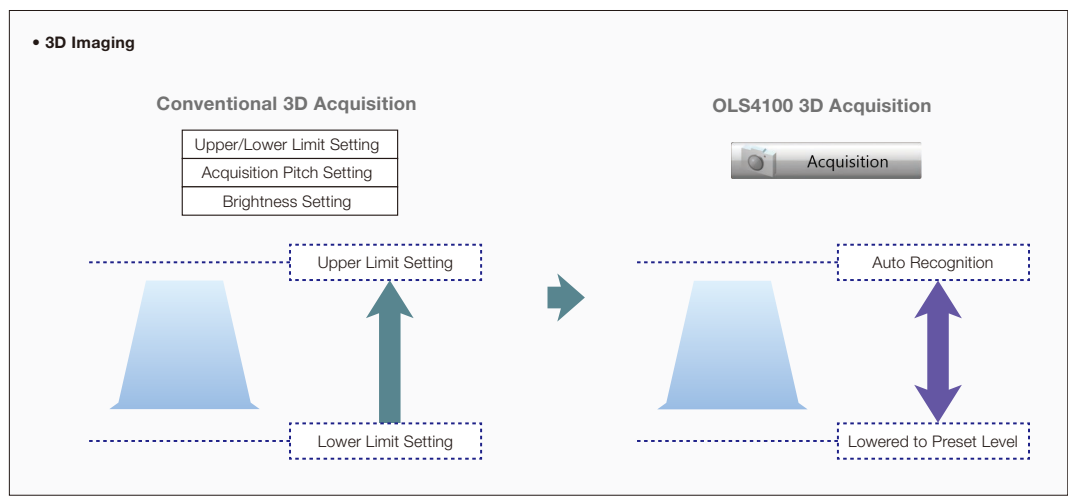 • 3D Imaging
Conventional 3D Acquisition
Upper/Lower Limit Setting
Acquisition Pitch Setting
Brightness Setting
Upper Limit Setting
Lower Limit Setting
OLS4100 3D Acquisition
Acquisition
Auto Recognition
Lowered to Preset Level